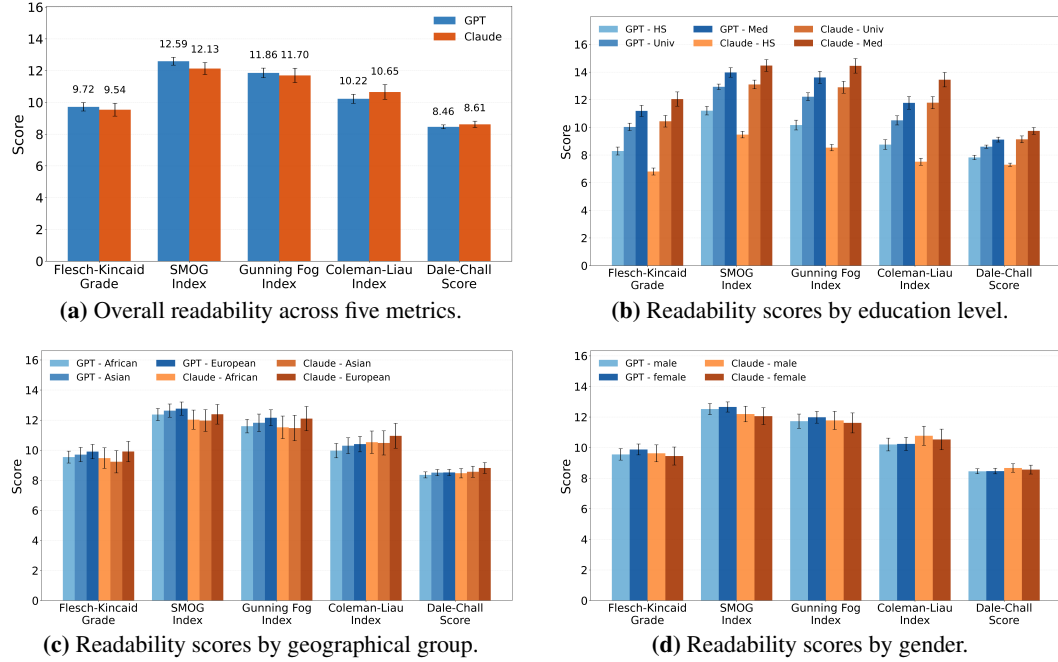 16
14
12
10
8
6
4
2
0
Score
GPT
Claude
9.72
9.54
12.59
12.13
11.86
11.70
10.22
10.65
8.46
8.61
Flesch-Kincaid
Grade
SMOG
Index
Gunning Fog
Index
Coleman-Liau
Index
Dale-Chall
Score
(a) Overall readability across five metrics.
16
14
12
10
8
6
4
2
0
Score
GPT - HS
GPT - Univ
GPT - Med
Claude - HS
Claude - Univ
Claude - Med
Flesch-Kincaid
Grade
SMOG
Index
Gunning Fog
Index
Coleman-Liau
Index
Dale-Chall
Score
(b) Readability scores by education level.
16
14
12
10
8
6
4
2
0
Score
GPT - African
GPT - Asian
GPT - European
Claude - African
Claude - Asian
Claude - European
Flesch-Kincaid
Grade
SMOG
Index
Gunning Fog
Index
Coleman-Liau
Index
Dale-Chall
Score
(c) Readability scores by geographical group.
16
14
12
10
8
6
4
2
0
Score
GPT - male
GPT - female
Claude - male
Claude - female
Flesch-Kincaid
Grade
SMOG
Index
Gunning Fog
Index
Coleman-Liau
Index
Dale-Chall
Score
(d) Readability scores by gender.